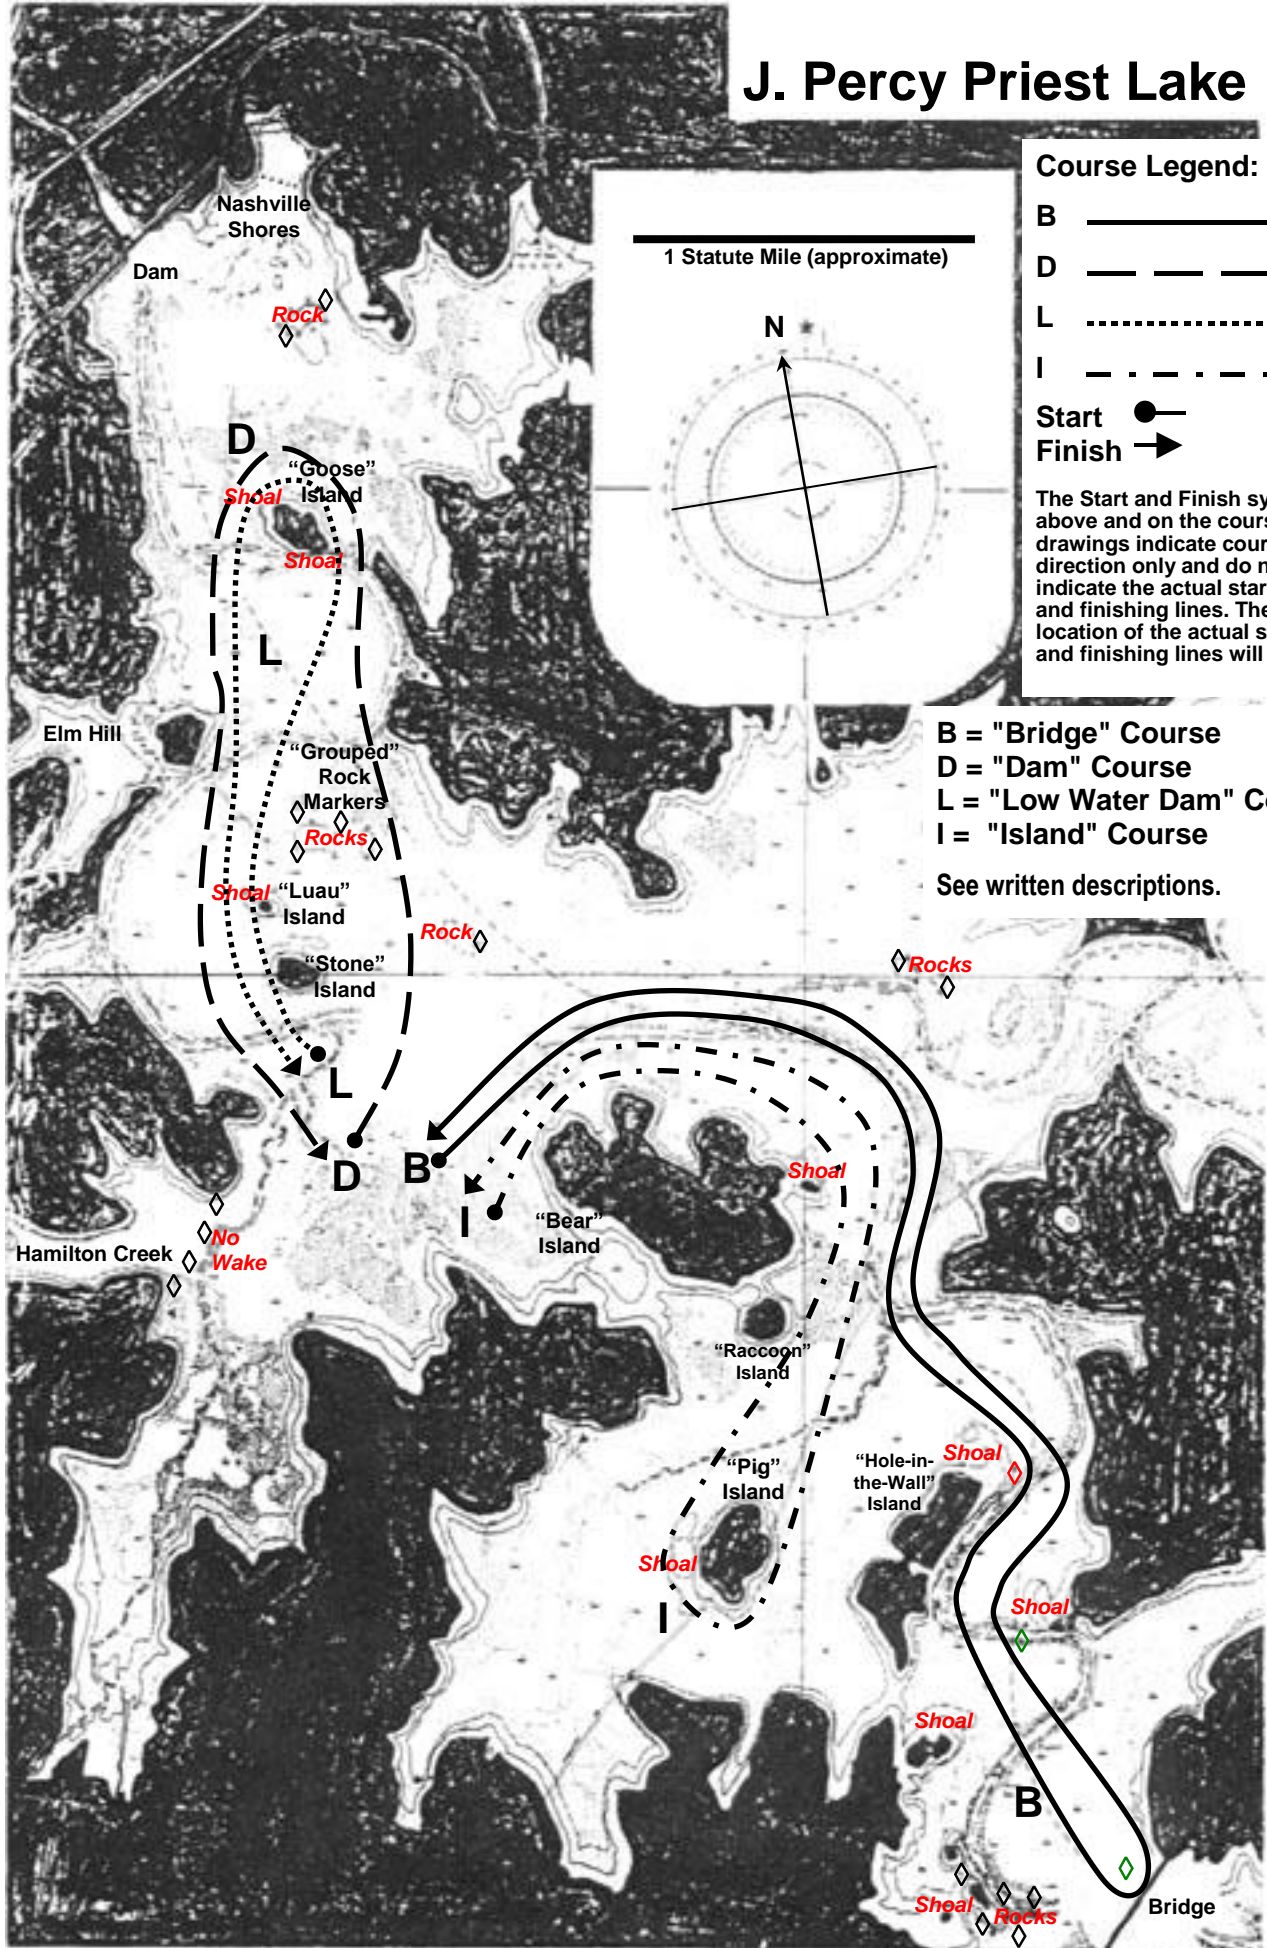 J. Percy Priest Lake
Course Legend:
B
D
L
I
Start
Finish
The Start and Finish sy
above and on the cours
drawings indicate cour
direction only and do n
indicate the actual star
and finishing lines. The
location of the actual s
and finishing lines will
1 Statute Mile (approximate)
N
B = "Bridge" Course
D = "Dam" Course
L = "Low Water Dam" Co
I = "Island" Course
See written descriptions.
Nashville
Shores
Dam
Rock
D
“Goose”
Island
Shoal
Shoal
L
Elm Hill
“Grouped”
Rock
Markers
Rocks
Shoal
“Luau”
Island
Rock
“Stone”
Island
Rocks
L
D
B
I
Shoal
“Bear”
Island
No
Wake
Hamilton Creek
“Raccoon”
Island
“Pig”
Island
“Hole-in-
the-Wall”
Island
Shoal
Shoal
I
Shoal
Shoal
B
Shoal
Rocks
Bridge